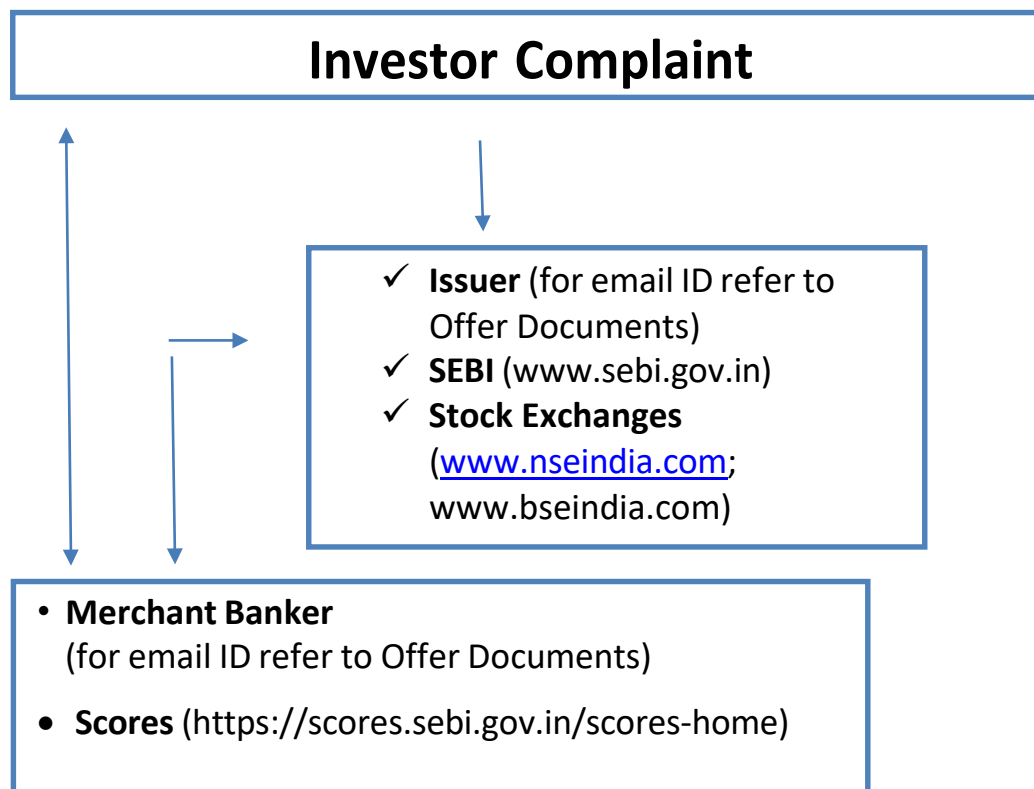 Investor Complaint
✓ Issuer (for email ID refer to
Offer Documents)
✓ SEBI (www.sebi.gov.in)
✓ Stock Exchanges
(www.nseindia.com;
www.bseindia.com)
• Merchant Banker
(for email ID refer to Offer Documents)
• Scores (https://scores.sebi.gov.in/scores-home)